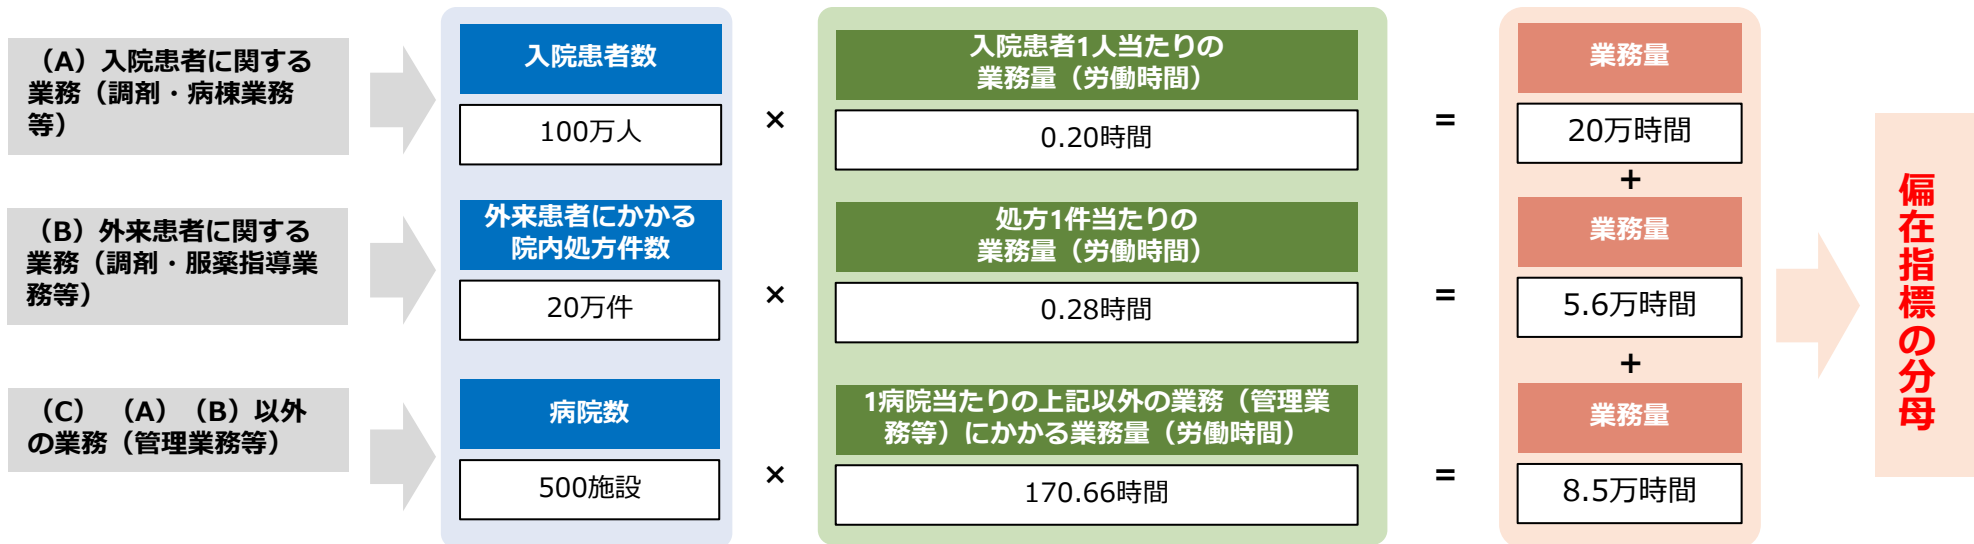 （A）入院患者に関する
業務（調剤・病棟業務
等）
入院患者数
100万人
×
入院患者1人当たりの
業務量（労働時間）
0.20時間
=
業務量
20万時間
+
（B）外来患者に関する
業務（調剤・服薬指導業
務等）
外来患者にかかる
院内処方件数
20万件
×
処方1件当たりの
業務量（労働時間）
0.28時間
=
業務量
5.6万時間
+
（C）（A）（B）以外
の業務（管理業務等）
病院数
500施設
×
1病院当たりの上記以外の業務（管理業
務等）にかかる業務量（労働時間）
170.66時間
=
業務量
8.5万時間
偏在指標の分母